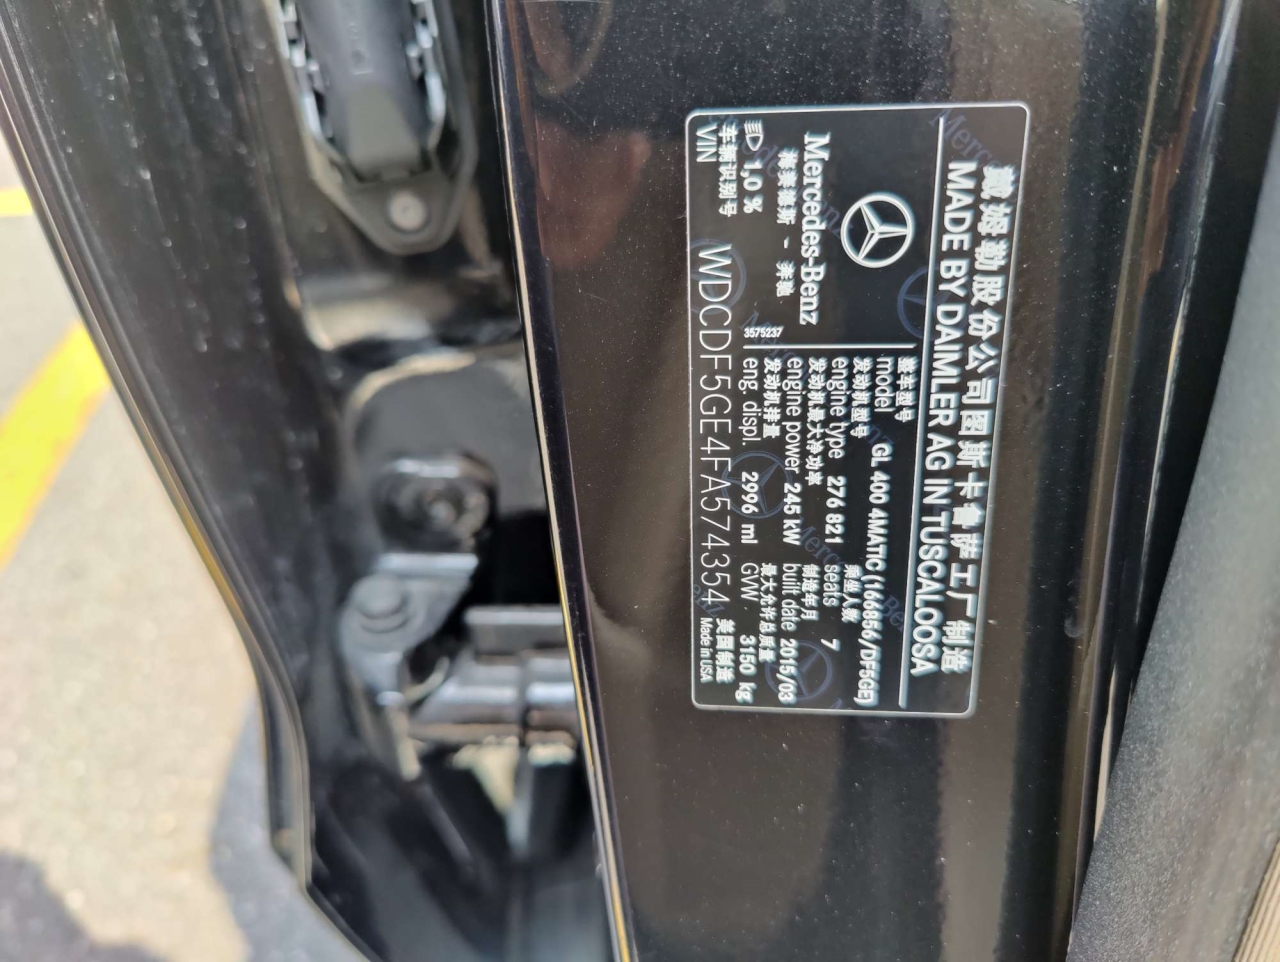 戴姆勒股份公司图斯卡鲁萨工厂制造
MADE BY DAIMLER AG IN TUSCALOOSA
Mercedes-Benz
梅赛德斯 - 奔驰
1,0 %
3575237
整车型号
model GL 400 4MATIC (166856/DF5GE)
发动机型号 乘坐人数
engine type 276 821 seats 7
发动机最大净功率 制造年月
engine power 245 kW built date 2015/03
发动机排量 最大允许总质量
eng. displ. 2996 ml GVW 3150 kg
车辆识别号
VIN WDCDF5GE4FA574354
美国制造
Made in USA